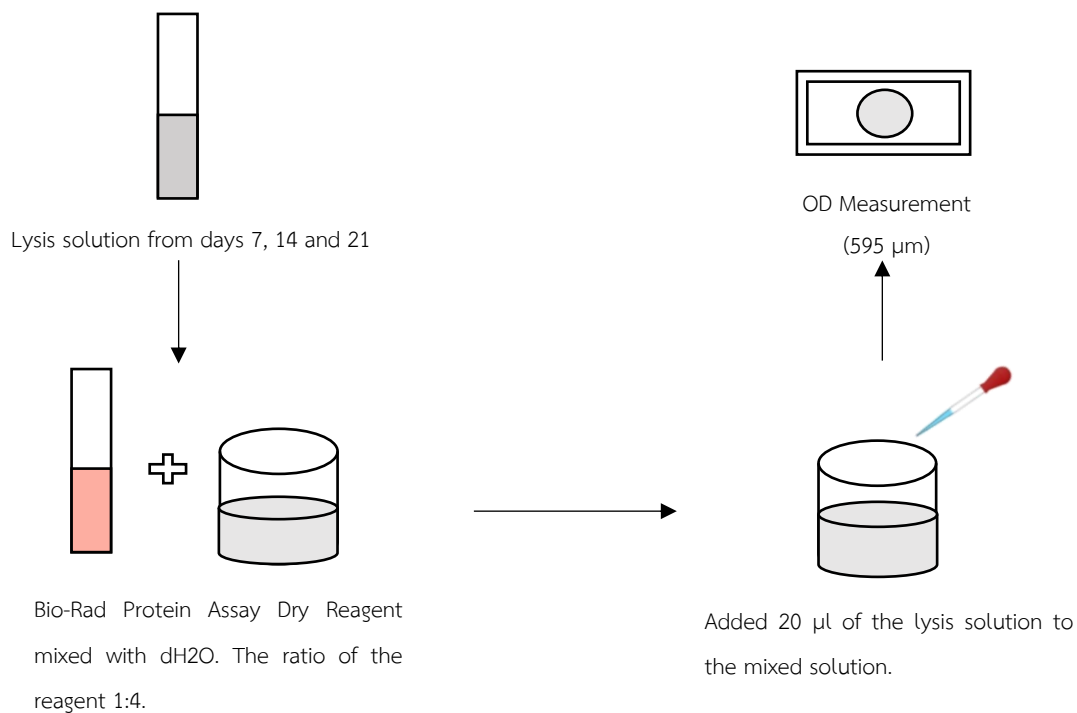 Lysis solution from days 7, 14 and 21
Bio-Rad Protein Assay Dry Reagent
mixed with dH2O. The ratio of the
reagent 1:4.
Added 20 µl of the lysis solution to
the mixed solution.
OD Measurement
(595 µm)